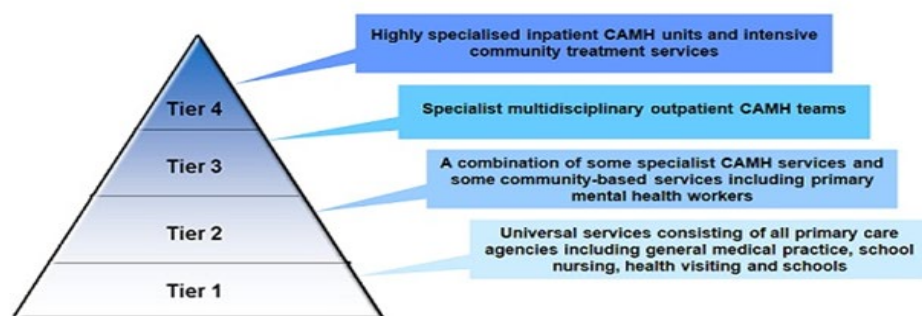 Highly specialised inpatient CAMH units and intensive
community treatment services
Tier 4
Specialist multidisciplinary outpatient CAMH teams
Tier 3
A combination of some specialist CAMH services and
some community-based services including primary
mental health workers
Tier 2
Universal services consisting of all primary care
agencies including general medical practice, school
nursing, health visiting and schools
Tier 1